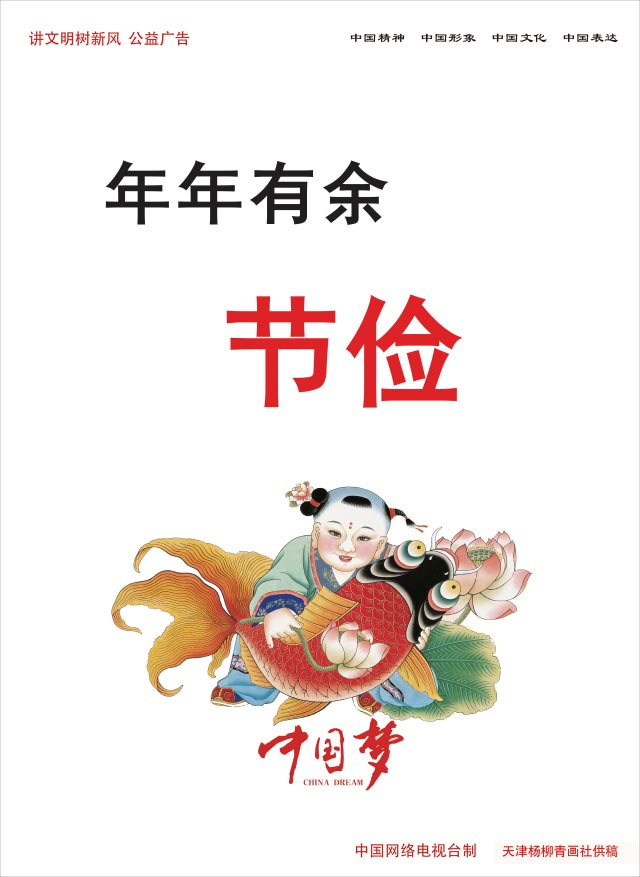 讲文明树新风 公益广告
中国精神 中国形象 中国文化 中国表达
年年有余
节俭
中国梦
CHINA DREAM
中国网络电视台制 天津杨柳青画社供稿